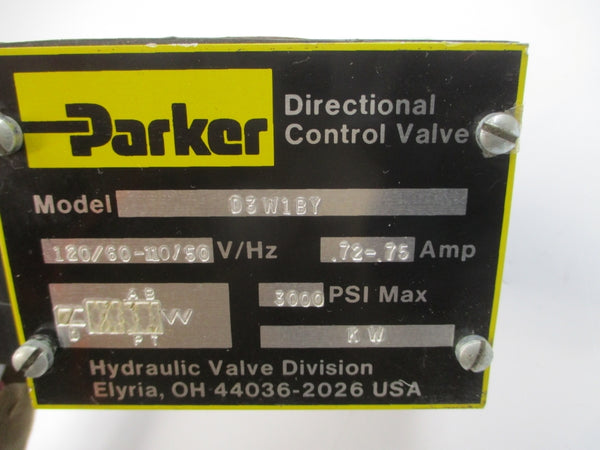 Parker
Directional
Control Valve
Model D3W1BY
120/60-110/50 V/Hz .72-.75 Amp
A B
P T
3000 PSI Max
KW
Hydraulic Valve Division
Elyria, OH 44036-2026 USA